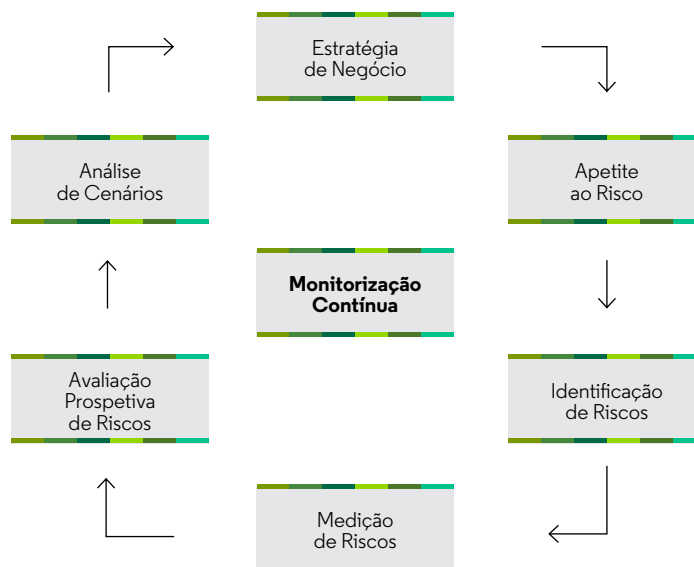 Estratégia
de Negócio
Análise
de Cenários
Apetite
ao Risco
Monitorização
Contínua
Avaliação
Prospetiva
de Riscos
Identificação
de Riscos
Medição
de Riscos